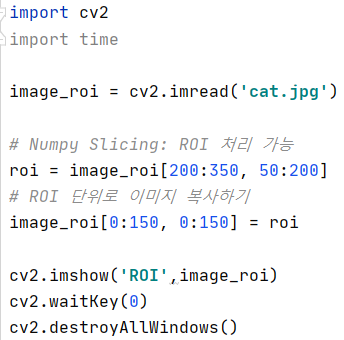 import cv2
import time
image_roi = cv2.imread('cat.jpg')
# Numpy Slicing: ROI 처리 가능
roi = image_roi[200:350, 50:200]
# ROI 단위로 이미지 복사하기
image_roi[0:150, 0:150] = roi
cv2.imshow('ROI',image_roi)
cv2.waitKey(0)
cv2.destroyAllWindows()